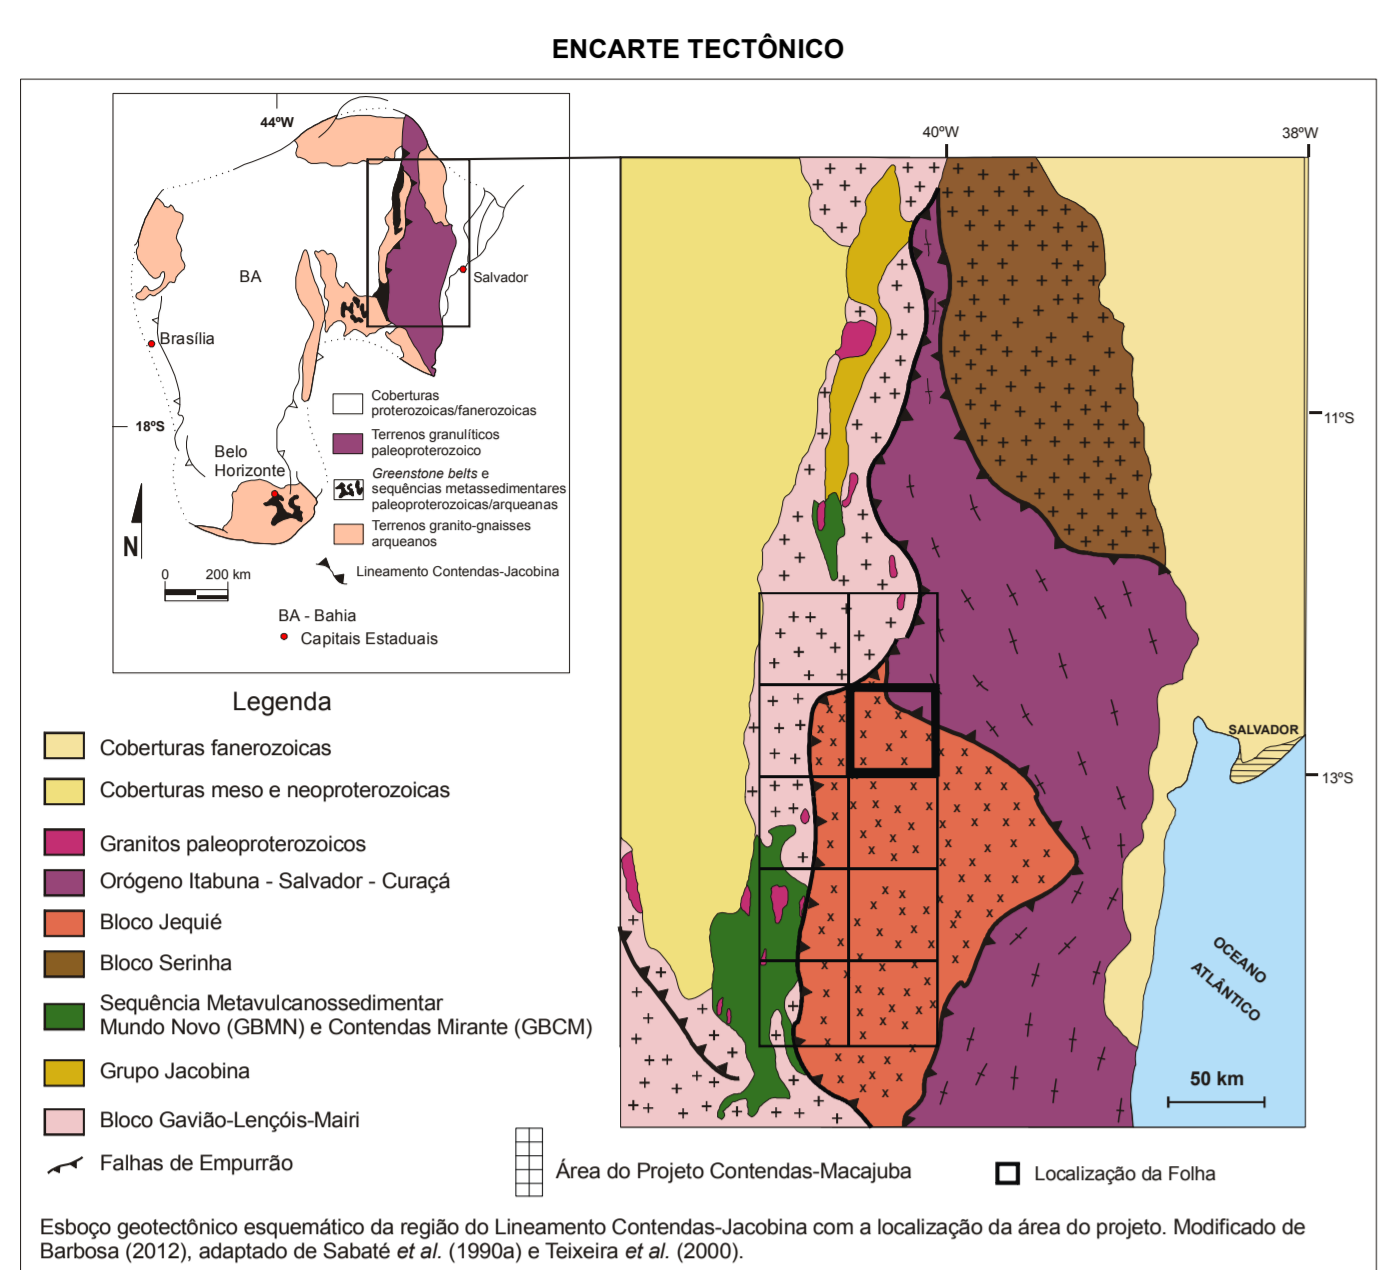 ENCARTE TECTÔNICO
44ºW
BA
Salvador
Brasília
18ºS
Belo
Horizonte
N
0 200 km
Coberturas
proterozoicas/fanerozoicas
Terrenos granulíticos
paleoproterozoico
Greenstone belts e
sequências metassedimentares
paleoproterozoicas/arqueanas
Terrenos granito-gnaisses
arqueanos
Lineamento Contendas-Jacobina
BA - Bahia
Capitais Estaduais
40ºW
38ºW
11ºS
13ºS
SALVADOR
OCEANO
ATLÂNTICO
50 km
Legenda
Coberturas fanerozoicas
Coberturas meso e neoproterozoicas
Granitos paleoproterozoicos
Orógeno Itabuna - Salvador - Curaçá
Bloco Jequié
Bloco Serinha
Sequência Metavulcanossedimentar
Mundo Novo (GBMN) e Contendas Mirante (GBCM)
Grupo Jacobina
Bloco Gavião-Lençóis-Mairi
Falhas de Empurrão
Área do Projeto Contendas-Macajuba
Localização da Folha
Esboço geotectônico esquemático da região do Lineamento Contendas-Jacobina com a localização da área do projeto. Modificado de
Barbosa (2012), adaptado de Sabaté et al. (1990a) e Teixeira et al. (2000).